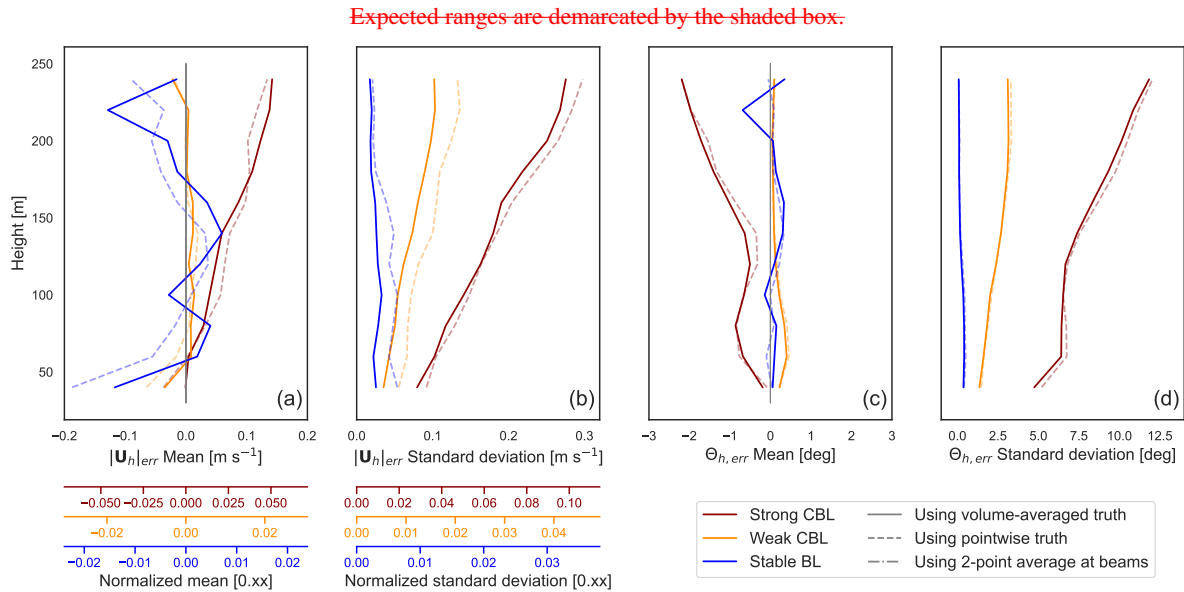 Expected ranges are demarcated by the shaded box.
250
200
150
100
50
Height [m]
(a)
(b)
(c)
(d)
−0.2 −0.1 0.0 0.1 0.2
|U_h|_err Mean [m s⁻¹]
0.0 0.1 0.2 0.3
|U_h|_err Standard deviation [m s⁻¹]
−3 −2 −1 0 1 2 3
Θ_h,err Mean [deg]
0.0 2.5 5.0 7.5 10.0 12.5
Θ_h,err Standard deviation [deg]
−0.050 −0.025 0.000 0.025 0.050
−0.02 0.00 0.02
−0.02 −0.01 0.00 0.01 0.02
Normalized mean [0.xx]
0.00 0.02 0.04 0.06 0.08 0.10
0.00 0.01 0.02 0.03 0.04
0.00 0.01 0.02 0.03
Normalized standard deviation [0.xx]
Strong CBL
Weak CBL
Stable BL
Using volume-averaged truth
Using pointwise truth
Using 2-point average at beams